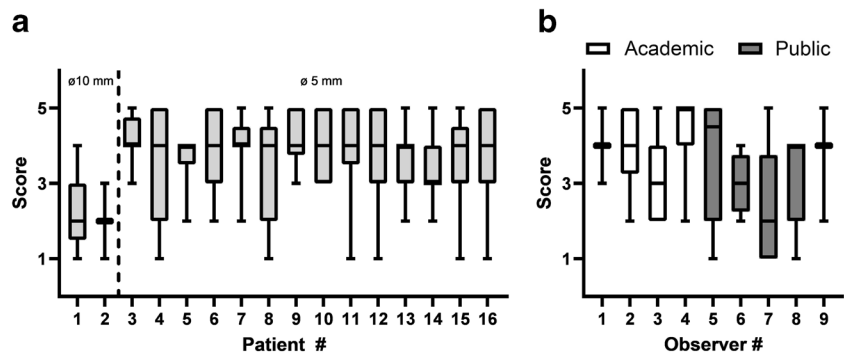 a
ø10 mm
ø 5 mm
5
3
1
Score
1 2 3 4 5 6 7 8 9 10 11 12 13 14 15 16
Patient #
b
Academic Public
5
3
1
Score
1 2 3 4 5 6 7 8 9
Observer #